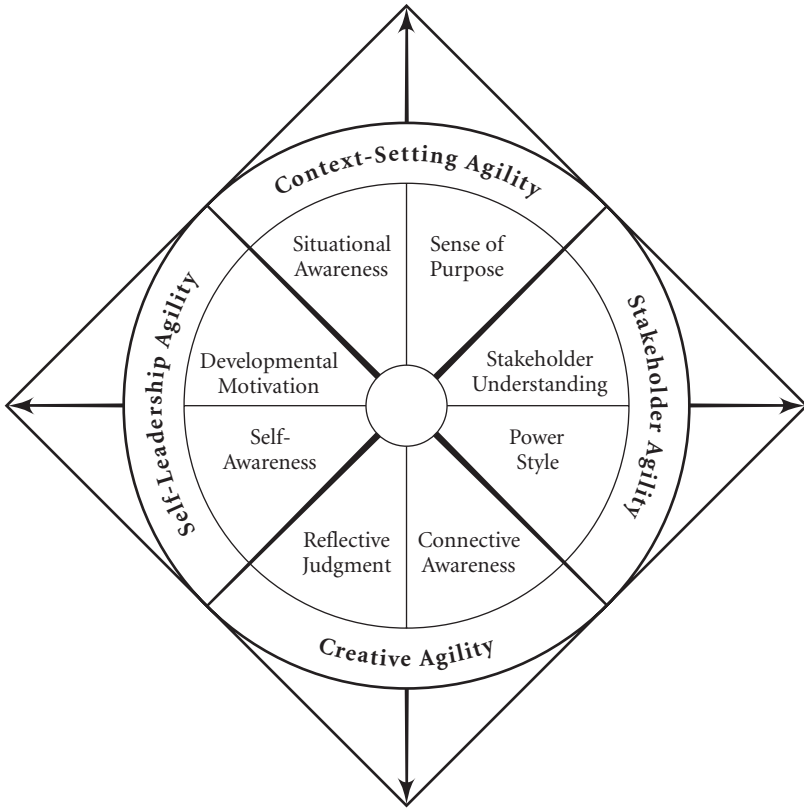 Context-Setting Agility
Situational
Awareness
Sense of
Purpose
Self-Leadership Agility
Stakeholder Agility
Developmental
Motivation
Stakeholder
Understanding
Self-
Awareness
Power
Style
Reflective
Judgment
Connective
Awareness
Creative Agility